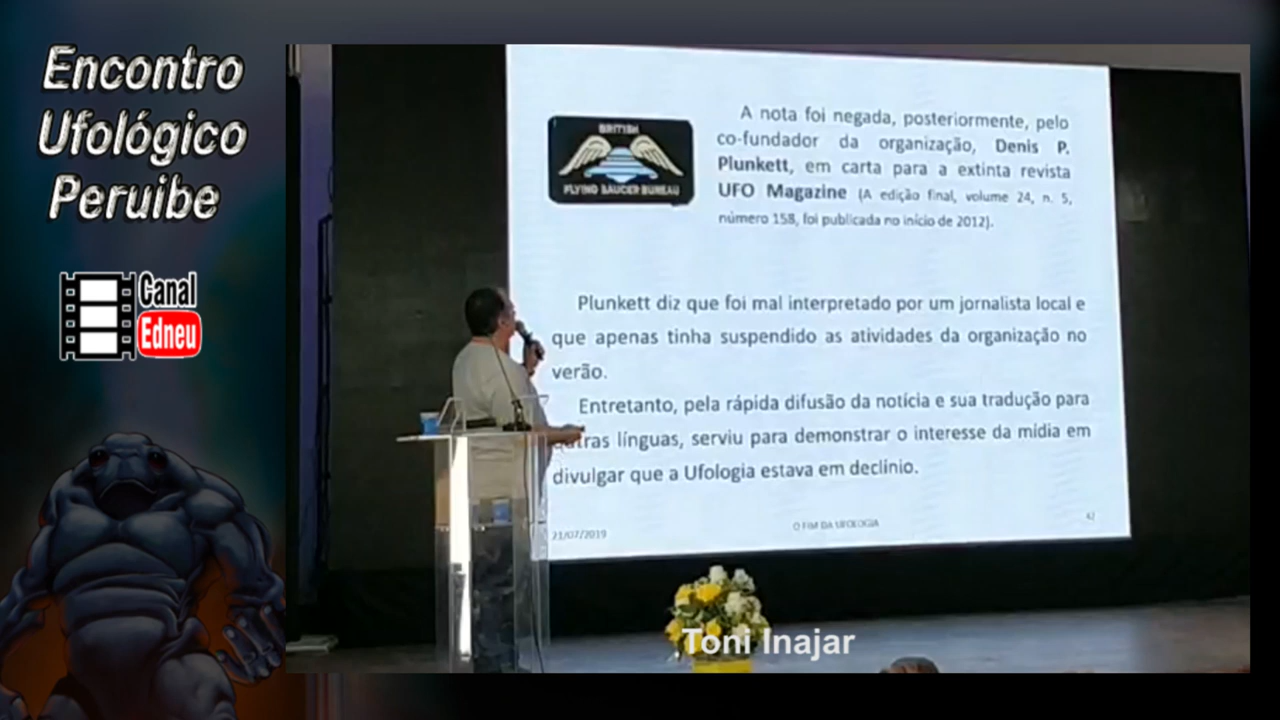 Encontro
Ufológico
Peruibe
Canal
Edneu
BRITISH
FLYING SAUCER BUREAU
A nota foi negada, posteriormente, pelo
co-fundador da organização, Denis P.
Plunkett, em carta para a extinta revista
UFO Magazine (A edição final, volume 24, n. 5,
número 158, foi publicada no início de 2012).
Plunkett diz que foi mal interpretado por um jornalista local e
que apenas tinha suspendido as atividades da organização no
verão.
Entretanto, pela rápida difusão da notícia e sua tradução para
outras línguas, serviu para demonstrar o interesse da mídia em
divulgar que a Ufologia estava em declínio.
21/07/2019
O FIM DA UFOLOGIA
42
Toni Inajar